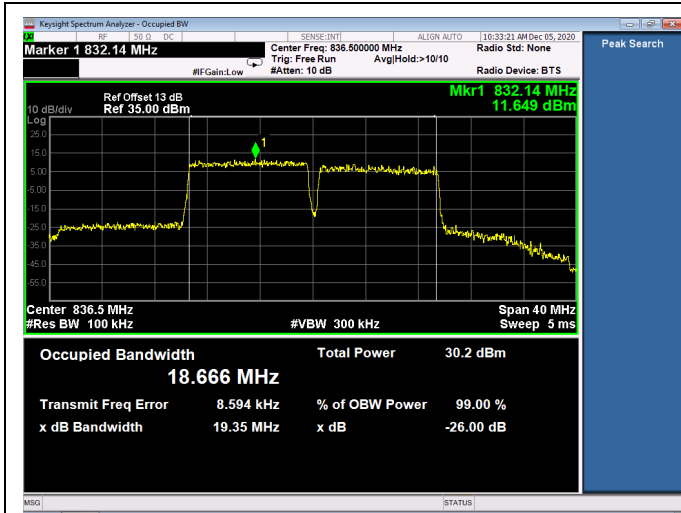 Keysight Spectrum Analyzer - Occupied BW
LXI RF 50 Ω DC SENSE:INT ALIGN AUTO 10:33:21 AM Dec 05, 2020
Marker 1 832.14 MHz
Center Freq: 836.500000 MHz
Radio Std: None
Trig: Free Run Avg|Hold:>10/10
#IFGain:Low #Atten: 10 dB Radio Device: BTS
Peak Search
Ref Offset 13 dB
Mkr1 832.14 MHz
10 dB/div Ref 35.00 dBm
11.649 dBm
Log
25.0
1
15.0
5.00
-5.00
-15.0
-25.0
-35.0
-45.0
-55.0
Center 836.5 MHz Span 40 MHz
#Res BW 100 kHz #VBW 300 kHz Sweep 5 ms
Occupied Bandwidth Total Power 30.2 dBm
18.666 MHz
Transmit Freq Error 8.594 kHz % of OBW Power 99.00 %
x dB Bandwidth 19.35 MHz x dB -26.00 dB
MSG STATUS